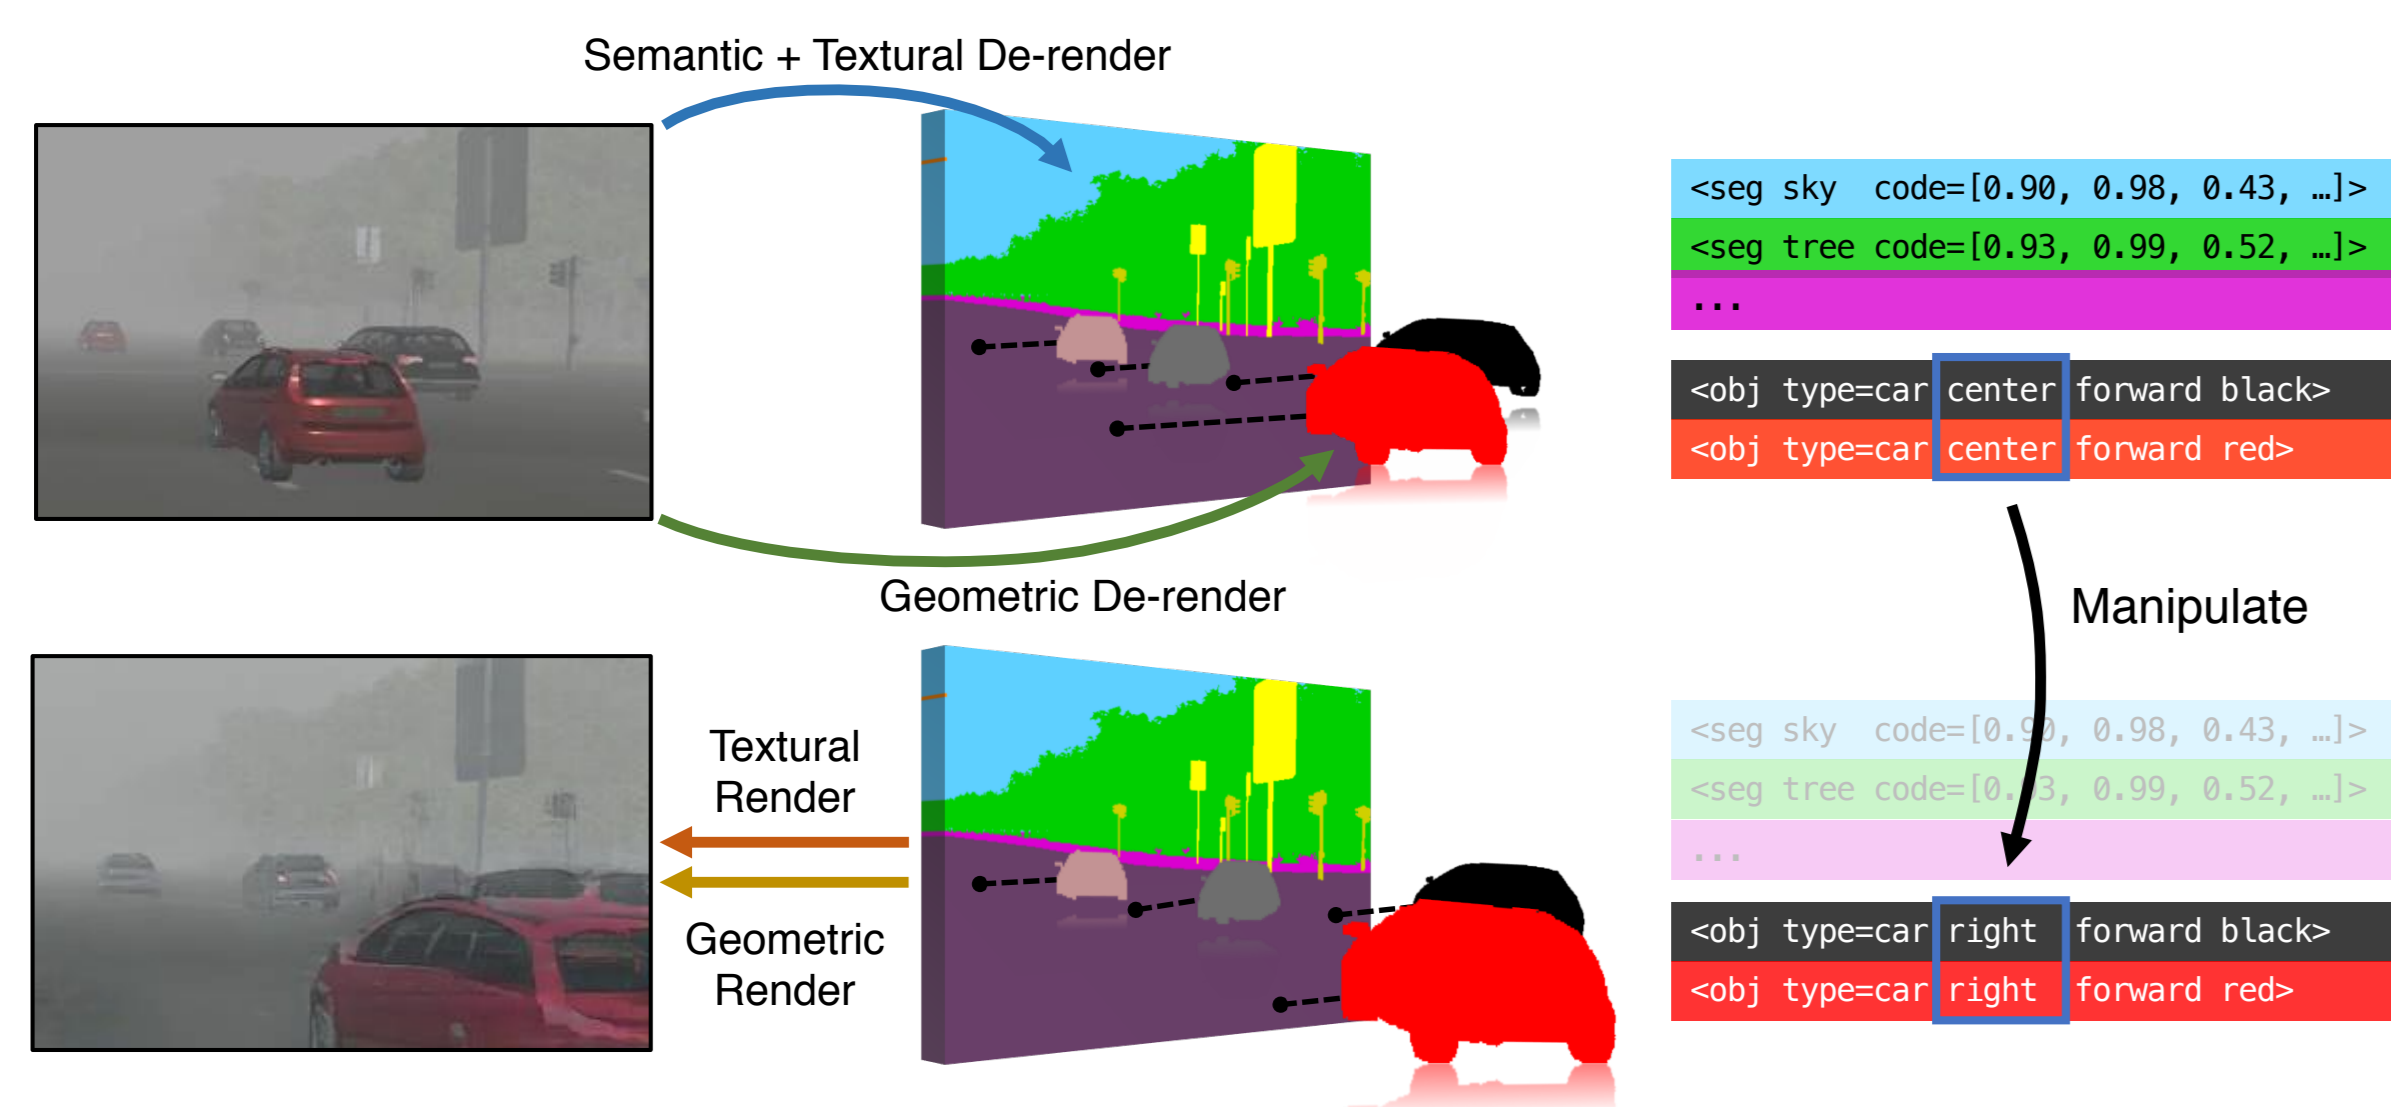 Semantic + Textural De-render
<seg sky  code=[0.90, 0.98, 0.43, …]>
<seg tree code=[0.93, 0.99, 0.52, …]>
...
<obj type=car center forward black>
<obj type=car center forward red>
Geometric De-render
Manipulate
Textural
Render
Geometric
Render
<seg sky  code=[0.90, 0.98, 0.43, …]>
<seg tree code=[0.93, 0.99, 0.52, …]>
...
<obj type=car right  forward black>
<obj type=car right  forward red>